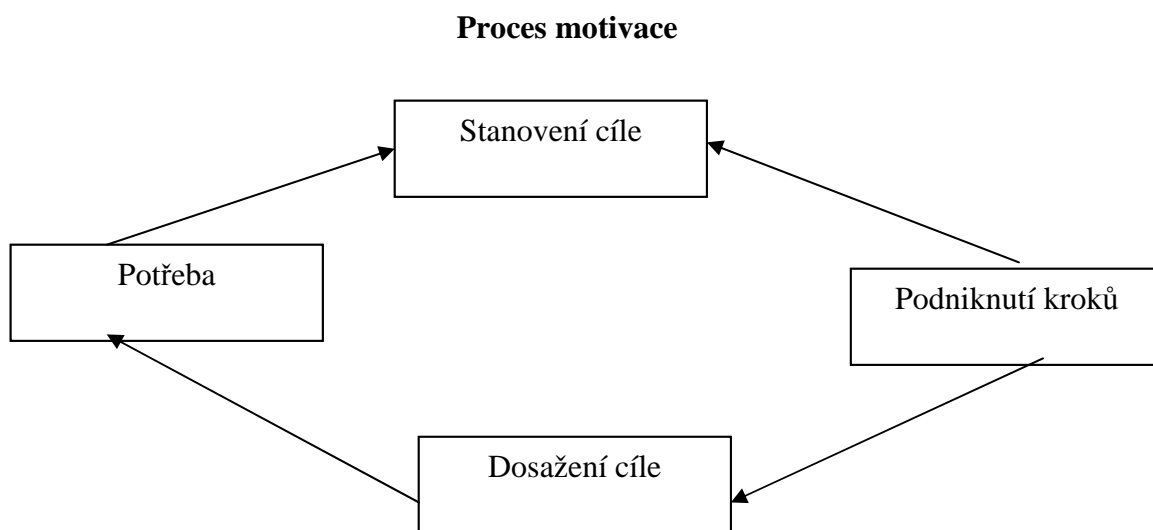 Proces motivace
Stanovení cíle
Potřeba
Podniknutí kroků
Dosažení cíle